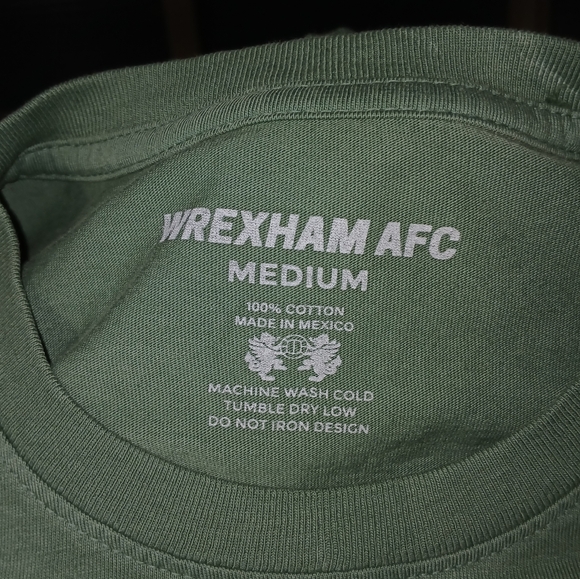 WREXHAM AFC
MEDIUM
100% COTTON
MADE IN MEXICO
MACHINE WASH COLD
TUMBLE DRY LOW
DO NOT IRON DESIGN